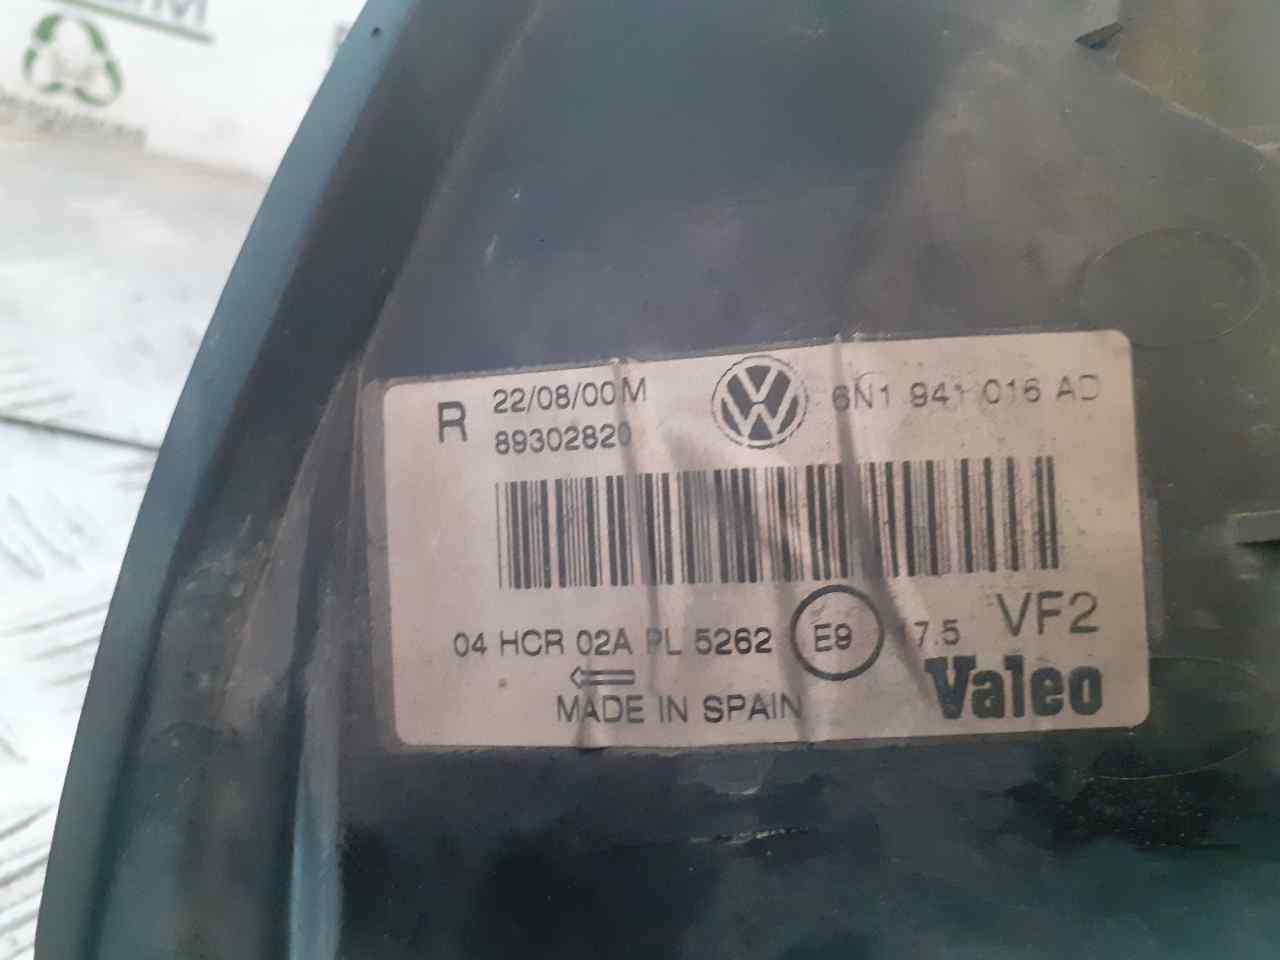 R 22/08/00 M 6N1 941 016 AD
89302820
04 HCR 02A PL 5262 E9 7.5 VF2
MADE IN SPAIN Valeo